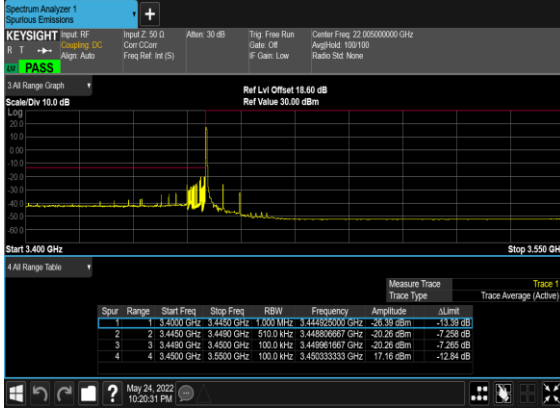 Spectrum Analyzer 1
Spurious Emissions
+
KEYSIGHT Input: RF Input Z: 50 Ω Atten: 30 dB Trig: Free Run Center Freq: 22.005000000 GHz
R T Coupling: DC Corr CCorr Gate: Off Avg|Hold: 100/100
Align: Auto Freq Ref: Int (S) IF Gain: Low Radio Std: None
LXI PASS
3 All Range Graph
Ref Lvl Offset 18.60 dB
Scale/Div 10.0 dB Ref Value 30.00 dBm
Log
20.0
10.0
0.00
-10.0
-20.0
-30.0
-40.0
-50.0
-60.0
Start 3.400 GHz Stop 3.550 GH
4 All Range Table
Measure Trace Trace 1
Trace Type Trace Average (Active)
Spur Range Start Freq Stop Freq RBW Frequency Amplitude ΔLimit
1 1 3.4000 GHz 3.4450 GHz 1.000 MHz 3.444925000 GHz -26.39 dBm -13.39 dB
2 2 3.4450 GHz 3.4490 GHz 510.0 kHz 3.448806667 GHz -20.26 dBm -7.258 dB
3 3 3.4490 GHz 3.4500 GHz 100.0 kHz 3.449961667 GHz -20.26 dBm -7.265 dB
4 4 3.4500 GHz 3.5500 GHz 100.0 kHz 3.450333333 GHz 17.16 dBm -12.84 dB
? May 24, 2022
10:20:31 PM